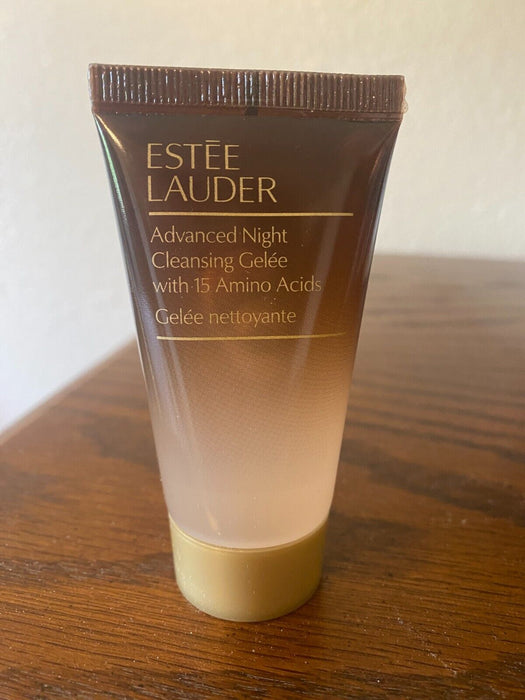 ESTĒE
LAUDER
Advanced Night
Cleansing Gelée
with 15 Amino Acids
Gelée nettoyante